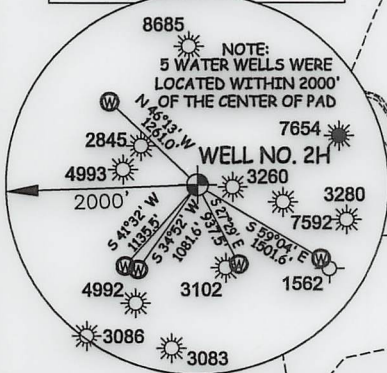 8685
NOTE:
5 WATER WELLS WERE
LOCATED WITHIN 2000'
OF THE CENTER OF PAD
W
N 46°13' W
1261.0'
7654
2845
WELL NO. 2H
4993
3260
2000'
3280
7592
S 41°32' W
1135.5'
S 34°52' W
1081.6'
S 27°29' E
937.5'
S 59°04' E
1501.6'
W
W
W
W
4992
3102
1562
3086
3083